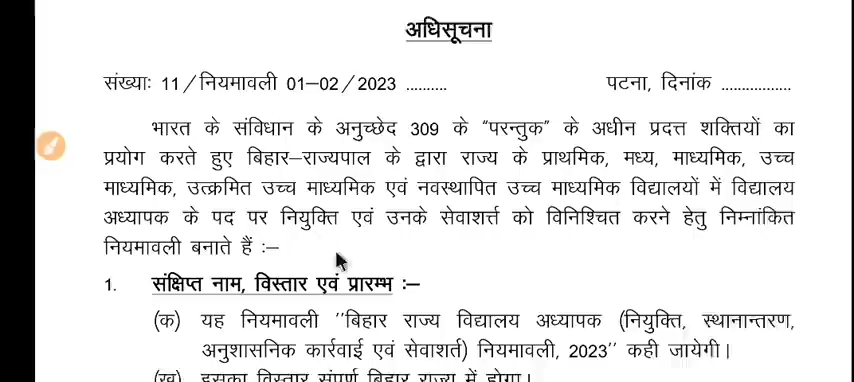 अधिसूचना
संख्याः 11/नियमावली 01–02/2023 .......... पटना, दिनांक .................
भारत के संविधान के अनुच्छेद 309 के "परन्तुक" के अधीन प्रदत्त शक्तियों का
प्रयोग करते हुए बिहार–राज्यपाल के द्वारा राज्य के प्राथमिक, मध्य, माध्यमिक, उच्च
माध्यमिक, उत्क्रमित उच्च माध्यमिक एवं नवस्थापित उच्च माध्यमिक विद्यालयों में विद्यालय
अध्यापक के पद पर नियुक्ति एवं उनके सेवाशर्त्त को विनिश्चित करने हेतु निम्नांकित
नियमावली बनाते हैं :–
1. संक्षिप्त नाम, विस्तार एवं प्रारम्भ :–
(क) यह नियमावली ''बिहार राज्य विद्यालय अध्यापक (नियुक्ति, स्थानान्तरण,
अनुशासनिक कार्रवाई एवं सेवाशर्त) नियमावली, 2023'' कही जायेगी।
(ख) इसका विस्तार संपूर्ण बिहार राज्य में होगा।